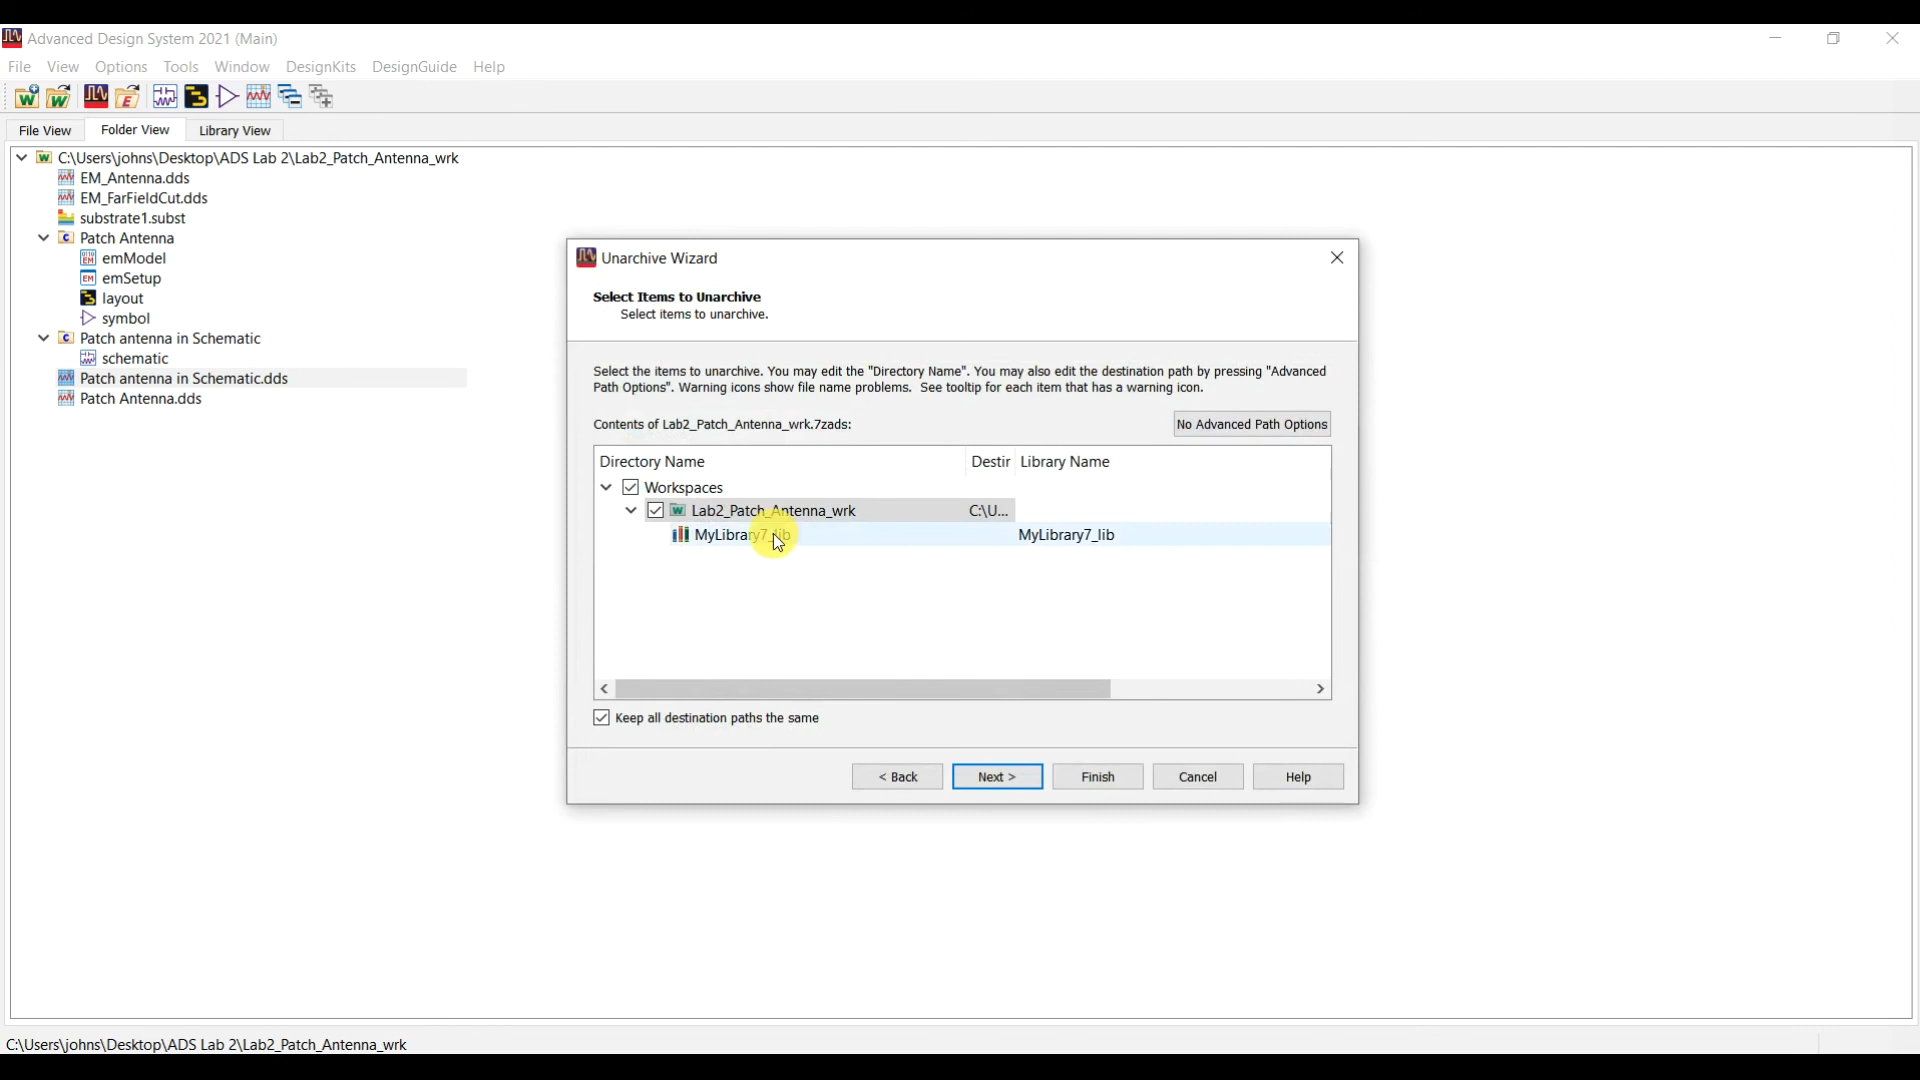 Advanced Design System 2021 (Main)
File View Options Tools Window DesignKits DesignGuide Help
File View Folder View Library View
C:\Users\johns\Desktop\ADS Lab 2\Lab2_Patch_Antenna_wrk
EM_Antenna.dds
EM_FarFieldCut.dds
substrate1.subst
Patch Antenna
emModel
emSetup
layout
symbol
Patch antenna in Schematic
schematic
Patch antenna in Schematic.dds
Patch Antenna.dds
Unarchive Wizard
Select Items to Unarchive
Select items to unarchive.
Select the items to unarchive. You may edit the "Directory Name". You may also edit the destination path by pressing "Advanced
Path Options". Warning icons show file name problems. See tooltip for each item that has a warning icon.
Contents of Lab2_Patch_Antenna_wrk.7zads:
No Advanced Path Options
Directory Name Destir Library Name
Workspaces
Lab2_Patch_Antenna_wrk C:\U...
MyLibrary7_lib MyLibrary7_lib
Keep all destination paths the same
< Back Next > Finish Cancel Help
C:\Users\johns\Desktop\ADS Lab 2\Lab2_Patch_Antenna_wrk